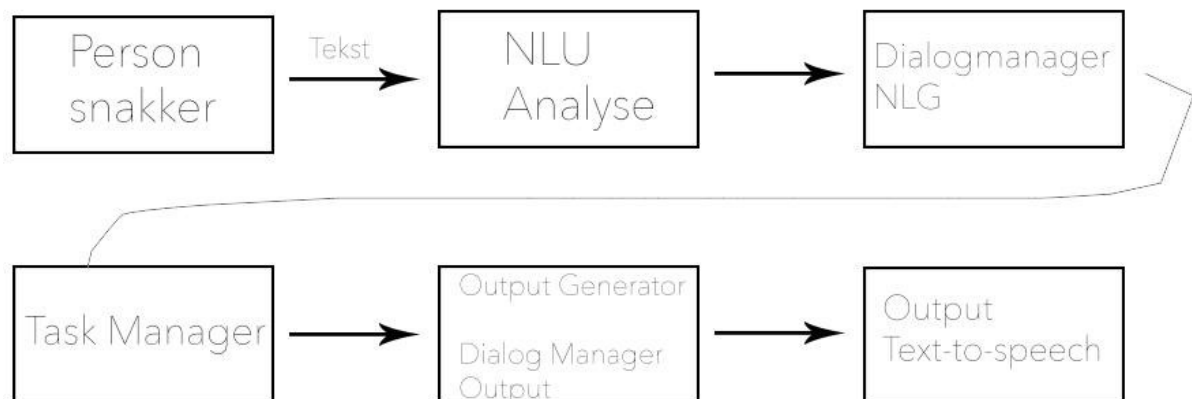 Person
snakker
Tekst
NLU
Analyse
Dialogmanager
NLG
Task Manager
Output Generator
Dialog Manager
Output
Output
Text-to-speech